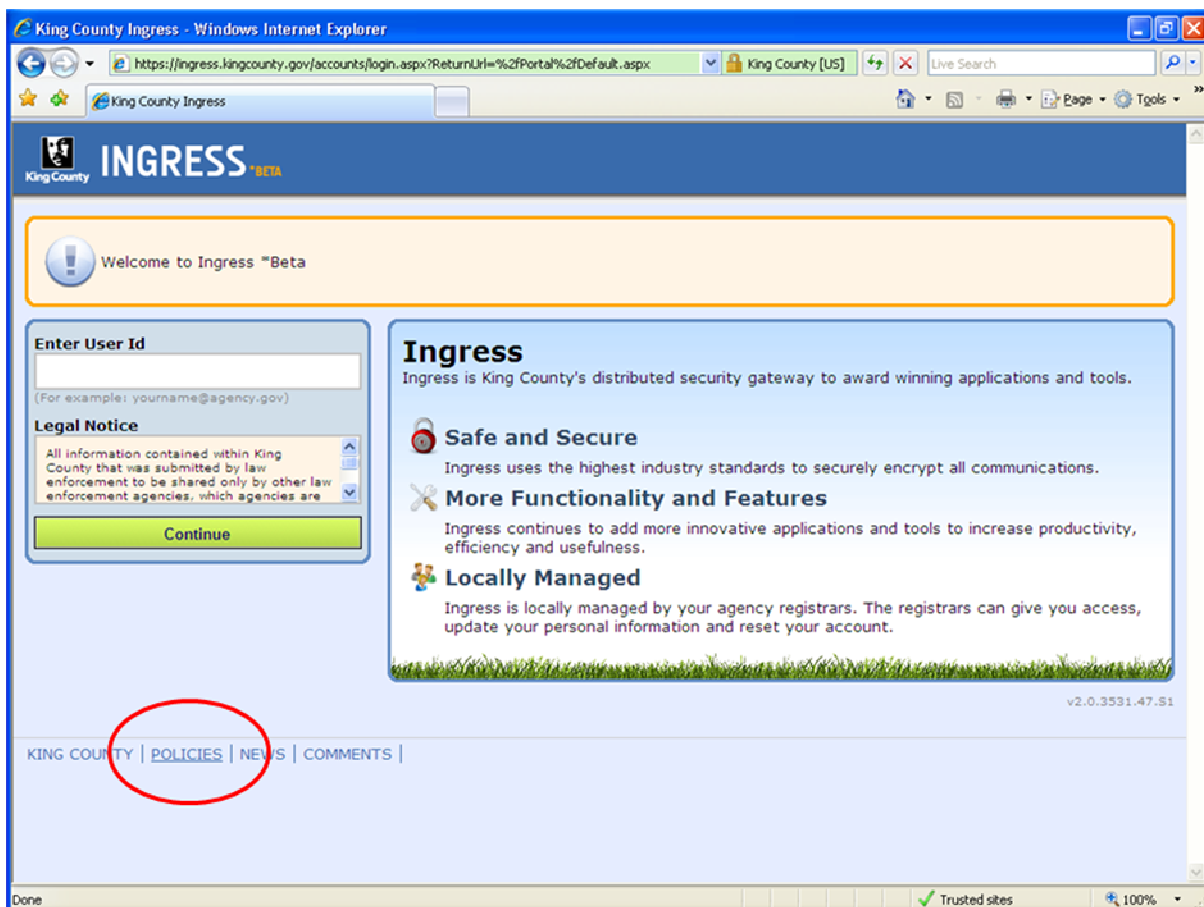 King County Ingress - Windows Internet Explorer
https://ingress.kingcounty.gov/accounts/login.aspx?ReturnUrl=%2fPortal%2fDefault.aspx
King County [US]
Live Search
King County Ingress
Page
Tools
King County
INGRESS
"BETA
Welcome to Ingress "Beta
Enter User Id
(For example: yourname@agency.gov)
Legal Notice
All information contained within King
County that was submitted by law
enforcement to be shared only by other law
enforcement agencies, which agencies are
Continue
Ingress
Ingress is King County's distributed security gateway to award winning applications and tools.
Safe and Secure
Ingress uses the highest industry standards to securely encrypt all communications.
More Functionality and Features
Ingress continues to add more innovative applications and tools to increase productivity,
efficiency and usefulness.
Locally Managed
Ingress is locally managed by your agency registrars. The registrars can give you access,
update your personal information and reset your account.
v2.0.3531.47.S1
KING COUNTY | POLICIES | NEWS | COMMENTS |
Done
Trusted sites
100%